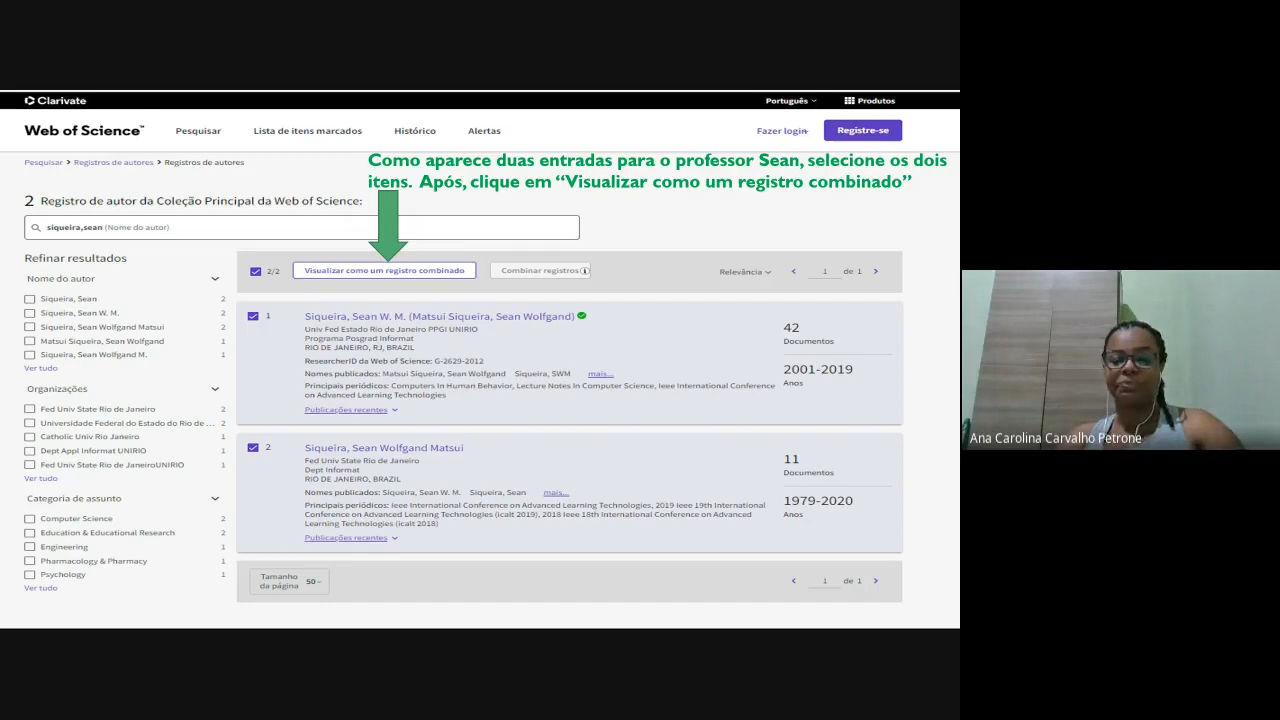 Clarivate
Português
Produtos
Web of Science™
Pesquisar
Lista de itens marcados
Histórico
Alertas
Fazer login
Registre-se
Pesquisar > Registros de autores > Registros de autores
Como aparece duas entradas para o professor Sean, selecione os dois
itens. Após, clique em “Visualizar como um registro combinado”
2 Registro de autor da Coleção Principal da Web of Science:
siqueira,sean (Nome do autor)
Refinar resultados
Nome do autor
Siqueira, Sean 2
Siqueira, Sean W. M. 2
Siqueira, Sean Wolfgand Matsui 2
Matsui Siqueira, Sean Wolfgand 1
Siqueira, Sean Wolfgand M. 1
Ver tudo
Organizações
Fed Univ State Rio de Janeiro 2
Universidade Federal do Estado do Rio de ... 2
Catholic Univ Rio Janeiro 1
Dept Appl Informat UNIRIO 1
Fed Univ State Rio de JaneiroUNIRIO 1
Ver tudo
Categoria de assunto
Computer Science 2
Education & Educational Research 2
Engineering 1
Pharmacology & Pharmacy 1
Psychology 1
Ver tudo
2/2
Visualizar como um registro combinado
Combinar registros
Relevância
1 de 1
1
Siqueira, Sean W. M. (Matsui Siqueira, Sean Wolfgand)
Univ Fed Estado Rio de Janeiro PPGI UNIRIO
Programa Posgrad Informat
RIO DE JANEIRO, RJ, BRAZIL
ResearcherID da Web of Science: G-2629-2012
Nomes publicados: Matsui Siqueira, Sean Wolfgand Siqueira, SWM mais...
Principais periódicos: Computers In Human Behavior, Lecture Notes In Computer Science, Ieee International Conference
on Advanced Learning Technologies
Publicações recentes
42
Documentos
2001-2019
Anos
2
Siqueira, Sean Wolfgand Matsui
Fed Univ State Rio de Janeiro
Dept Informat
RIO DE JANEIRO, BRAZIL
Nomes publicados: Siqueira, Sean W. M. Siqueira, Sean mais...
Principais periódicos: Ieee International Conference on Advanced Learning Technologies, 2019 Ieee 19th International
Conference on Advanced Learning Technologies (icalt 2019), 2018 Ieee 18th International Conference on Advanced
Learning Technologies (icalt 2018)
Publicações recentes
11
Documentos
1979-2020
Anos
Tamanho
da página
50
1 de 1
Ana Carolina Carvalho Petrone